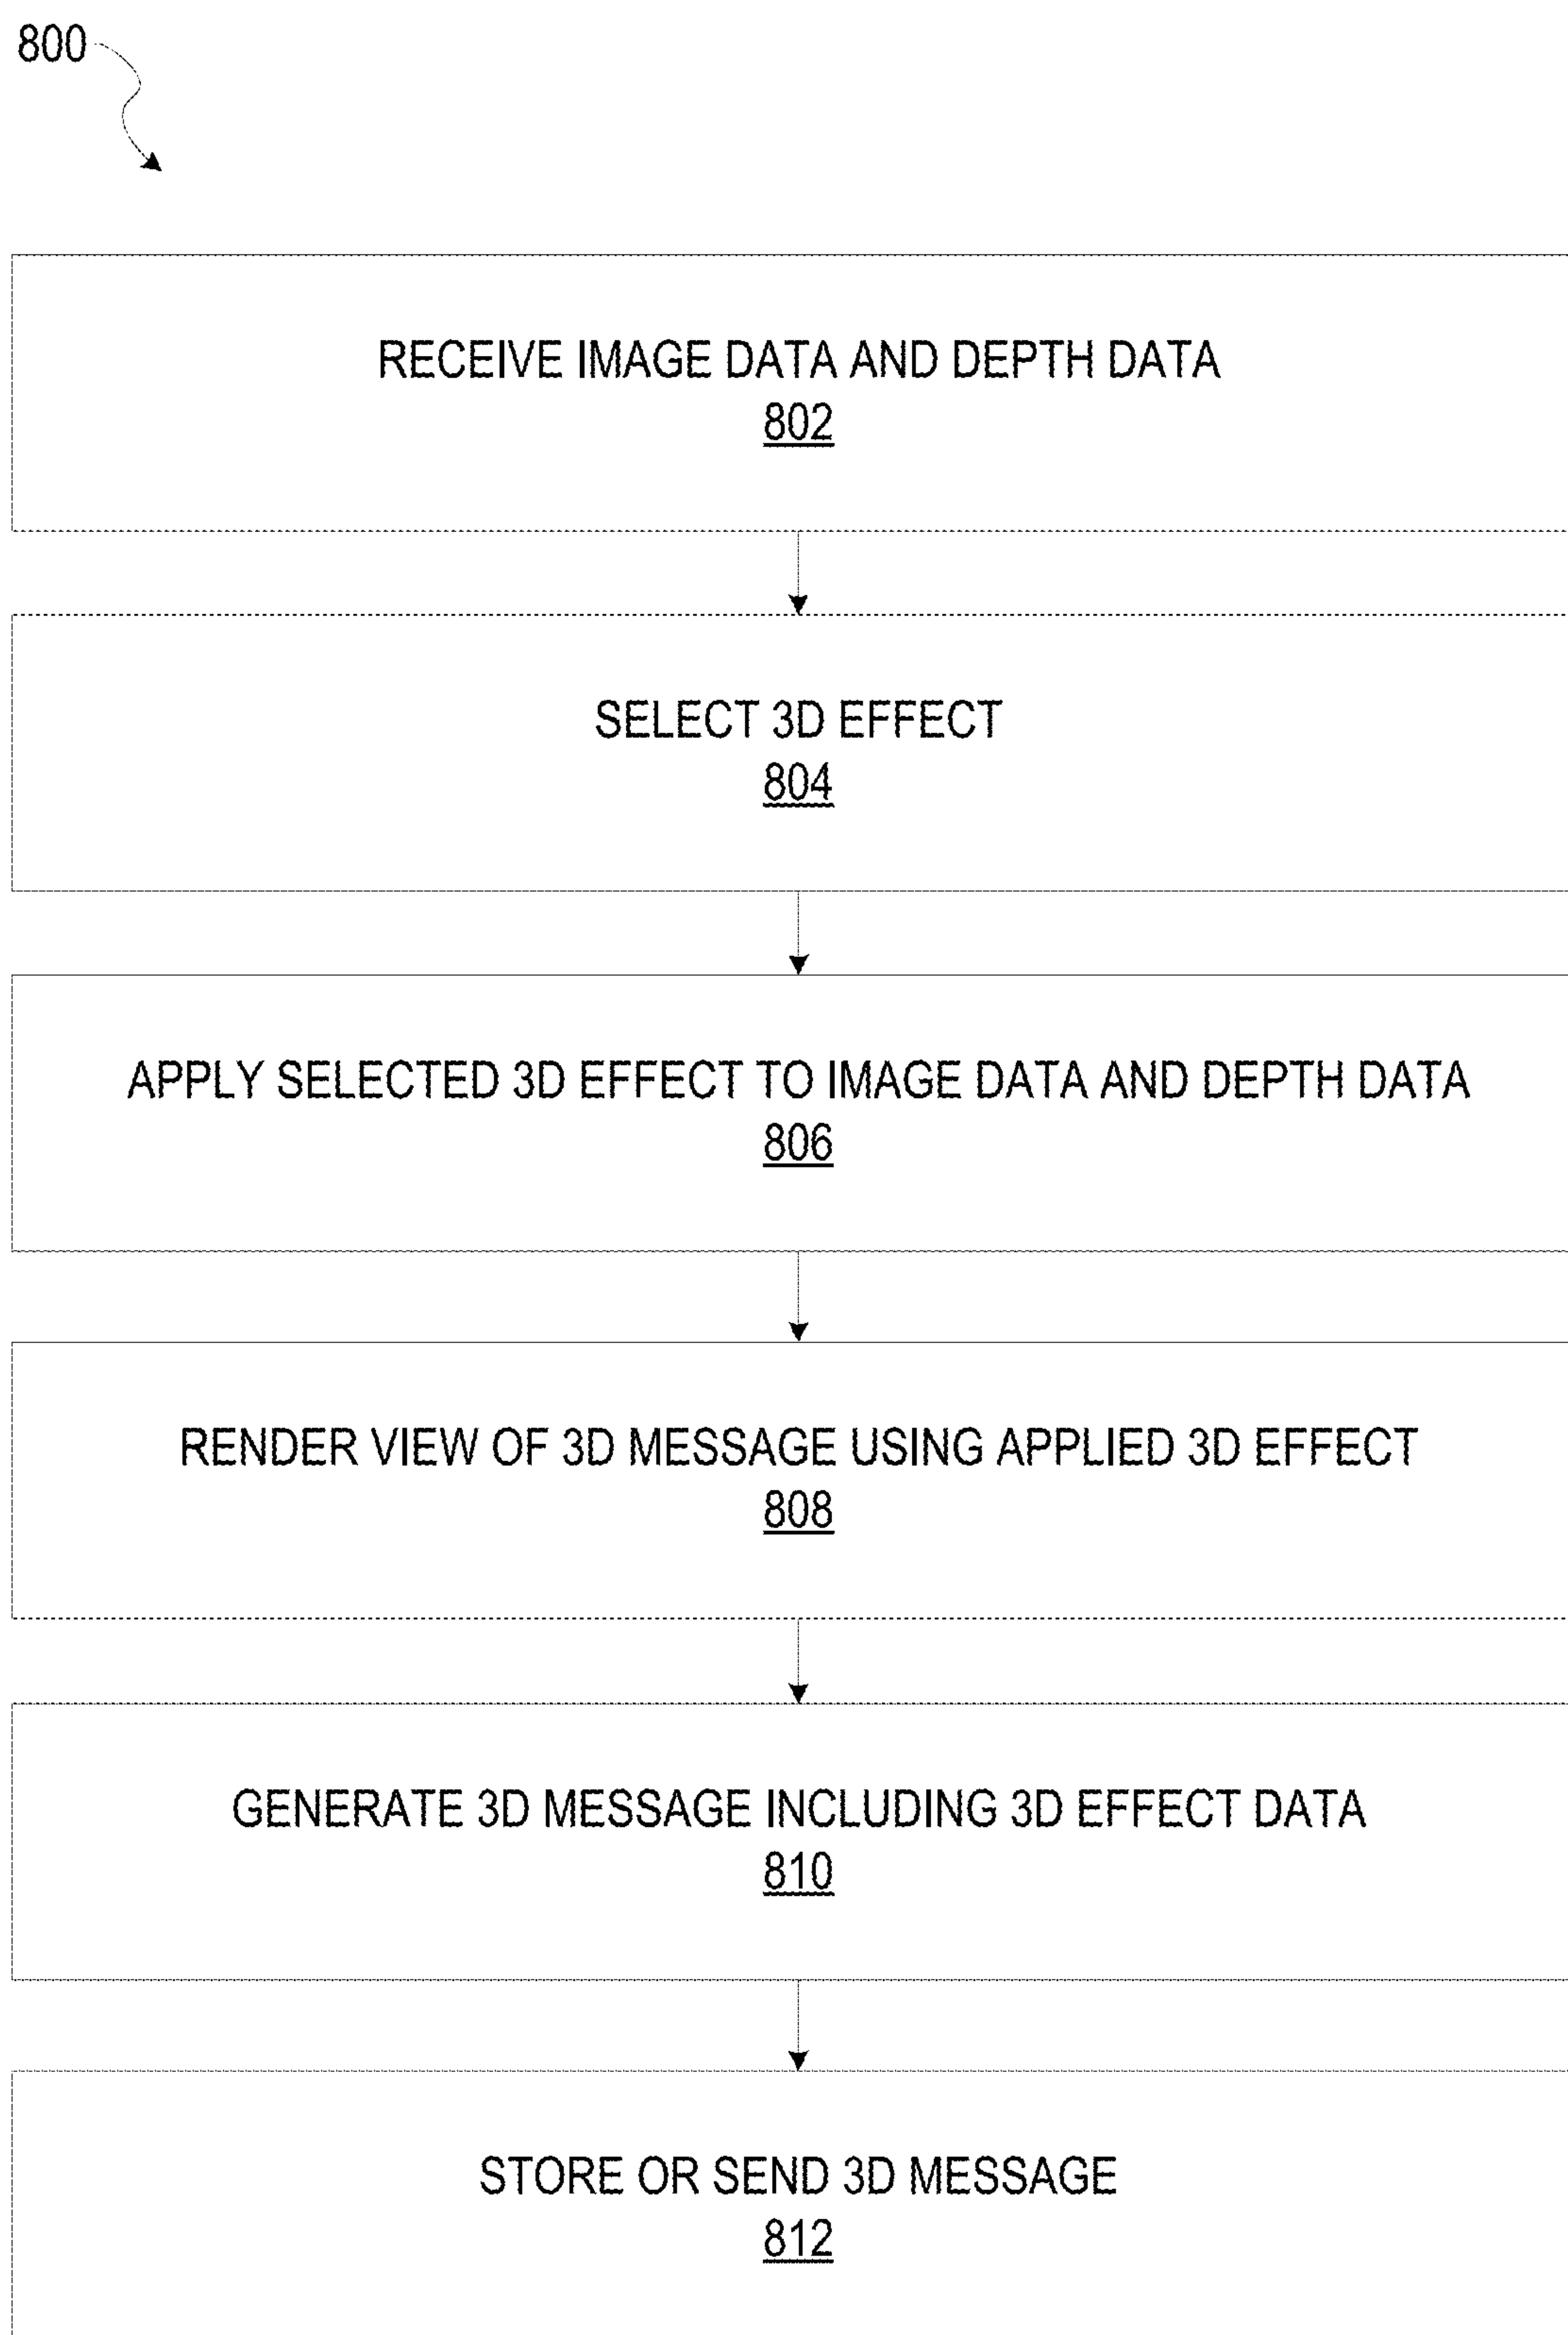 800
RECEIVE IMAGE DATA AND DEPTH DATA
802
SELECT 3D EFFECT
804
APPLY SELECTED 3D EFFECT TO IMAGE DATA AND DEPTH DATA
806
RENDER VIEW OF 3D MESSAGE USING APPLIED 3D EFFECT
808
GENERATE 3D MESSAGE INCLUDING 3D EFFECT DATA
810
STORE OR SEND 3D MESSAGE
812